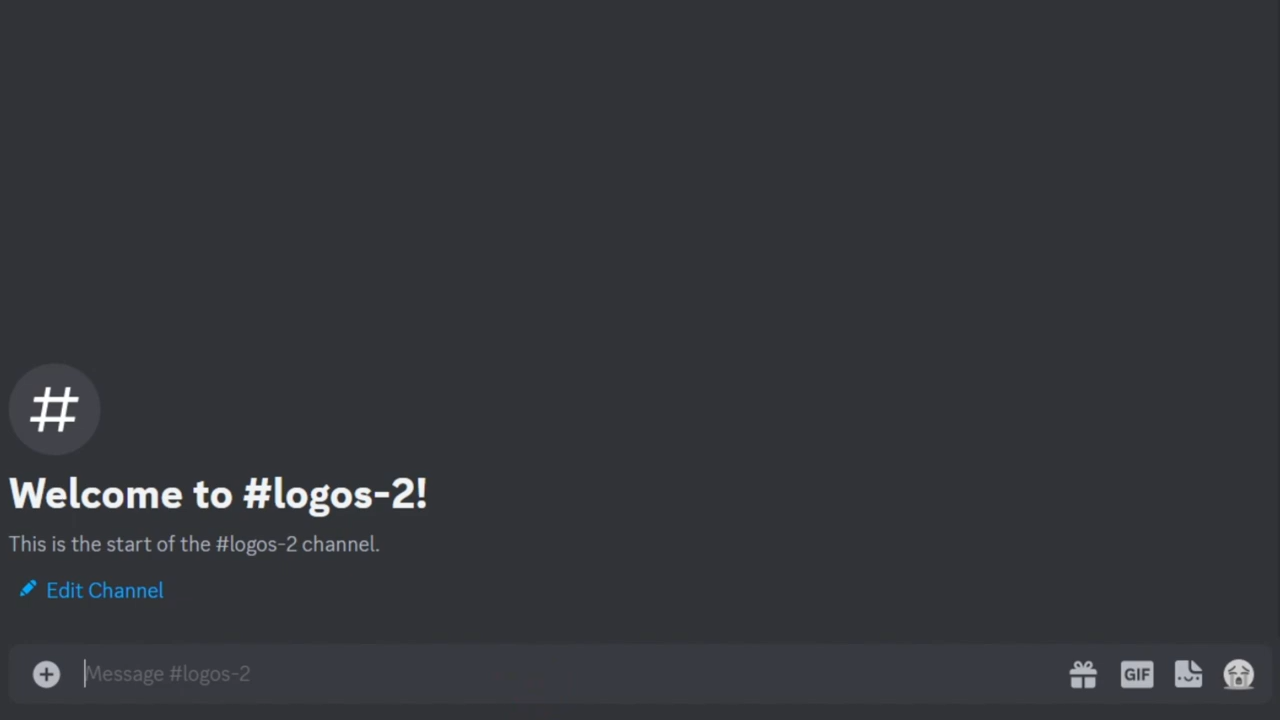 #
Welcome to #logos-2!
This is the start of the #logos-2 channel.
Edit Channel
Message #logos-2
GIF